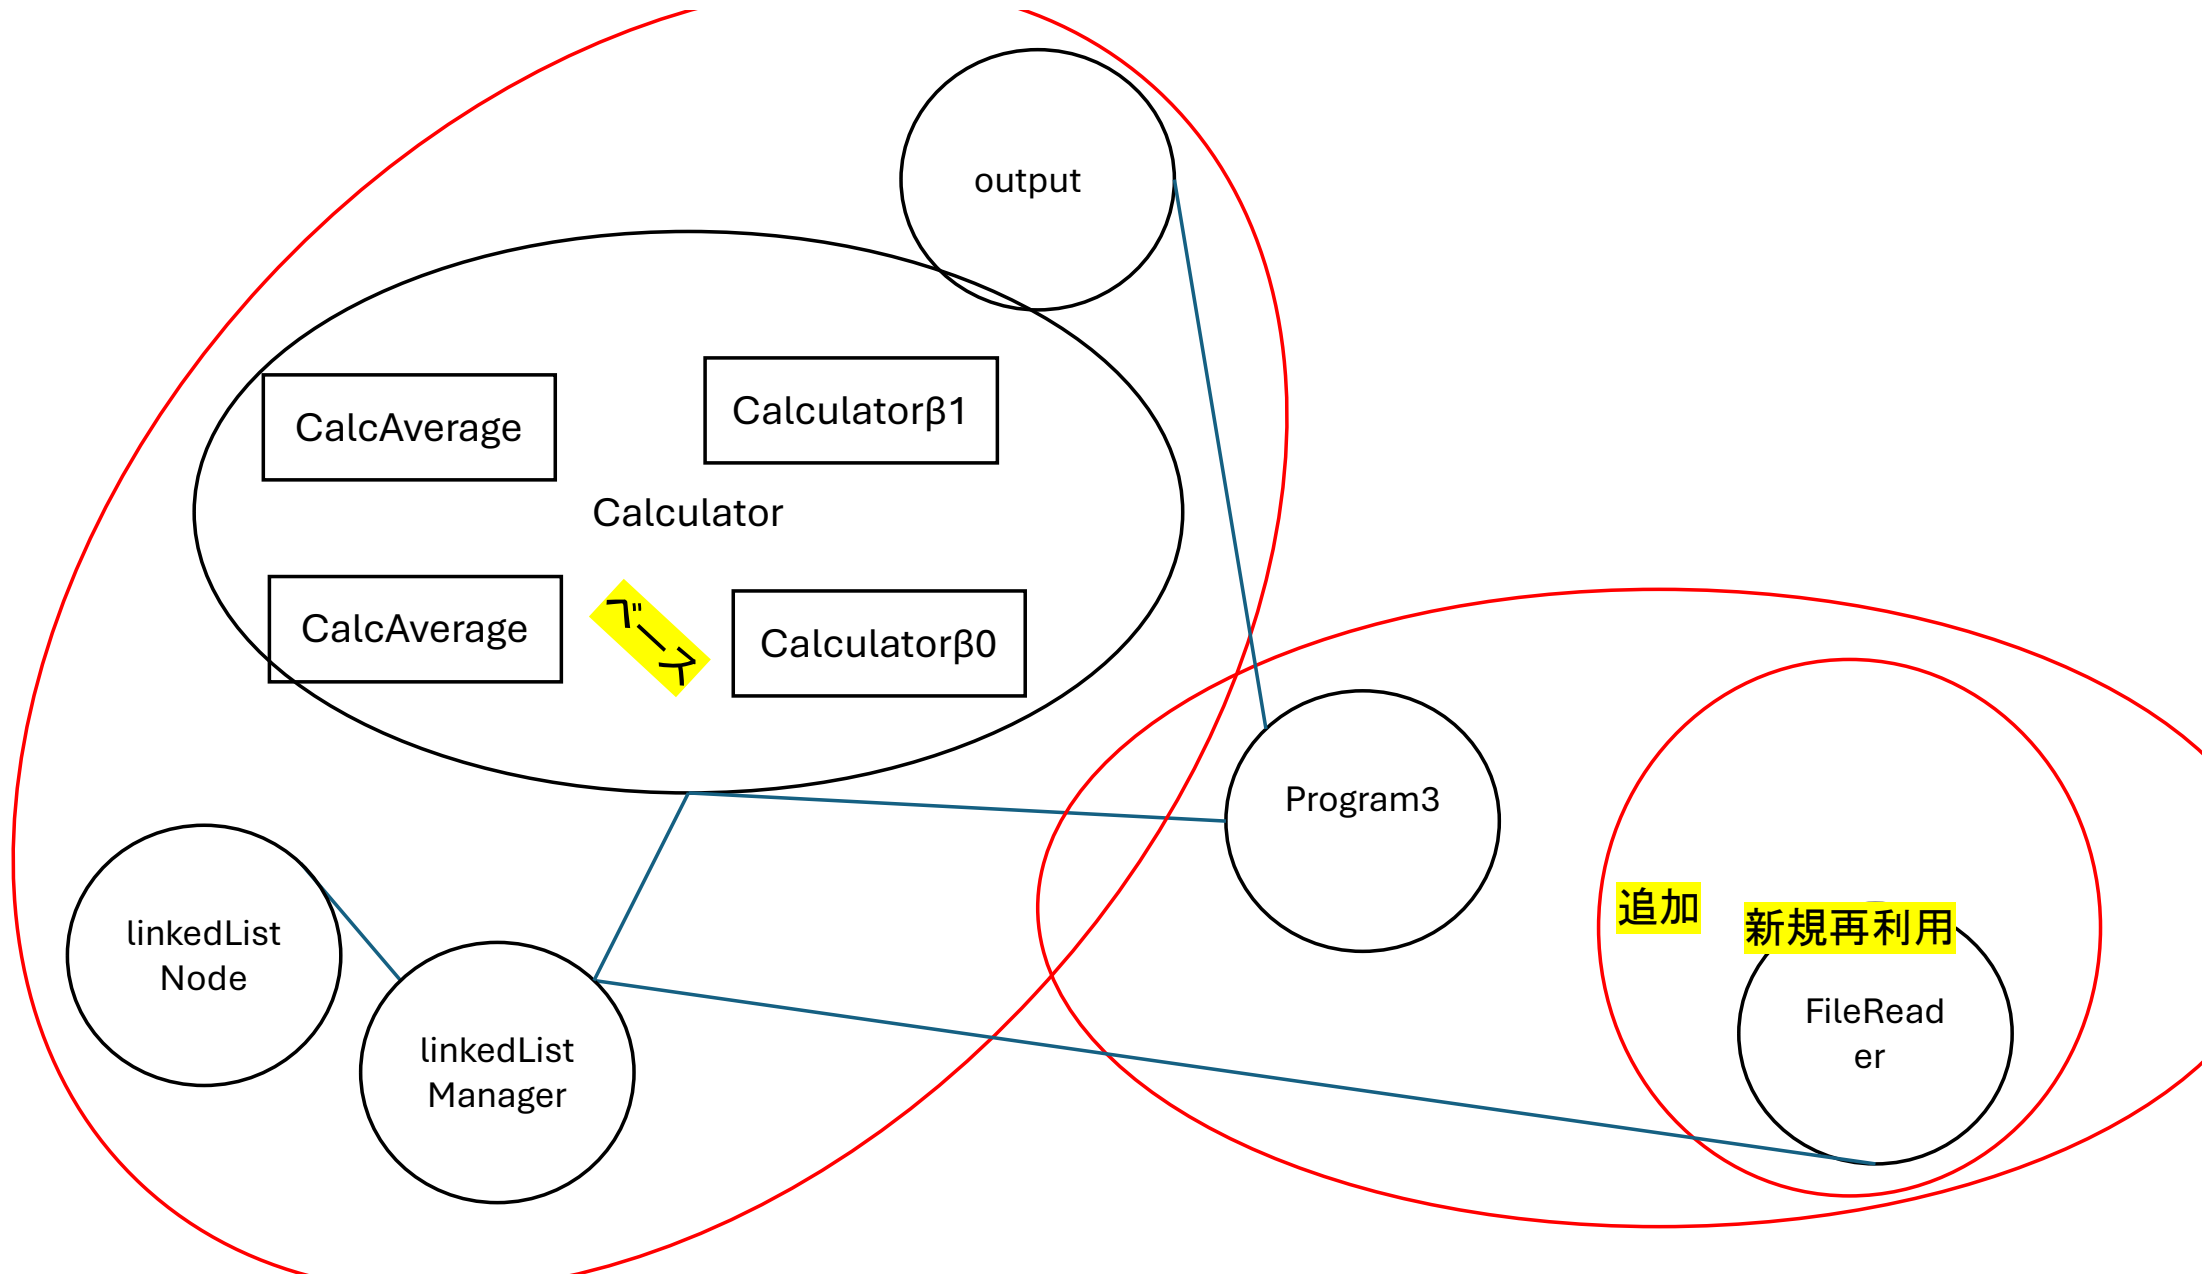 output
CalcAverage
Calculatorβ1
Calculator
CalcAverage
ベース
Calculatorβ0
Program3
追加
新規再利用
linkedList
Node
linkedList
Manager
FileRead
er